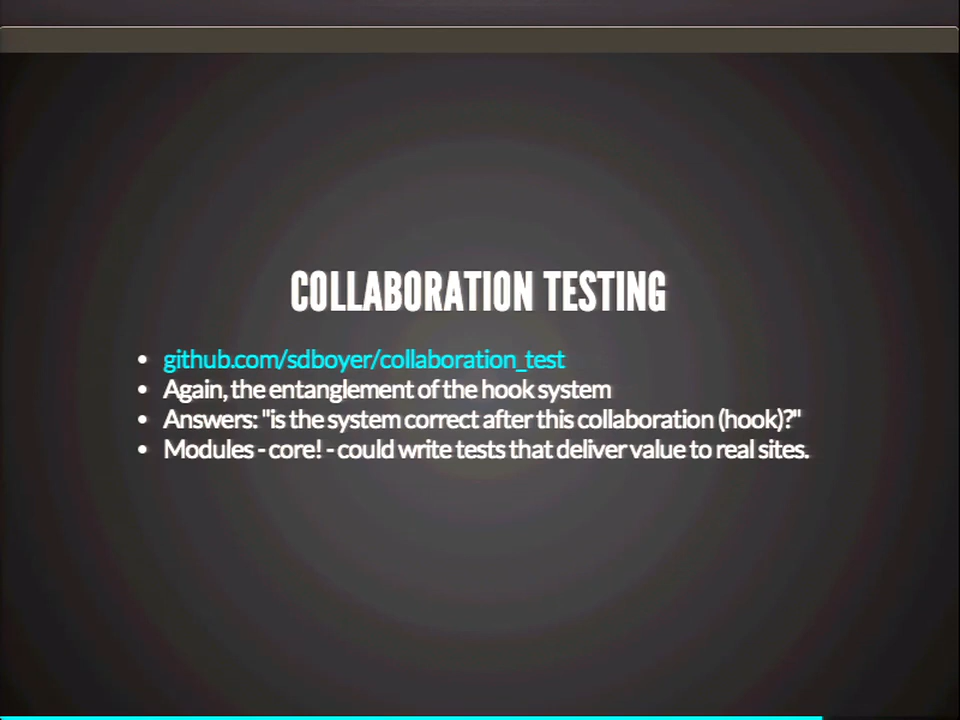 COLLABORATION TESTING
github.com/sdboyer/collaboration_test
Again, the entanglement of the hook system
Answers: "is the system correct after this collaboration (hook)?"
Modules - core! - could write tests that deliver value to real sites.